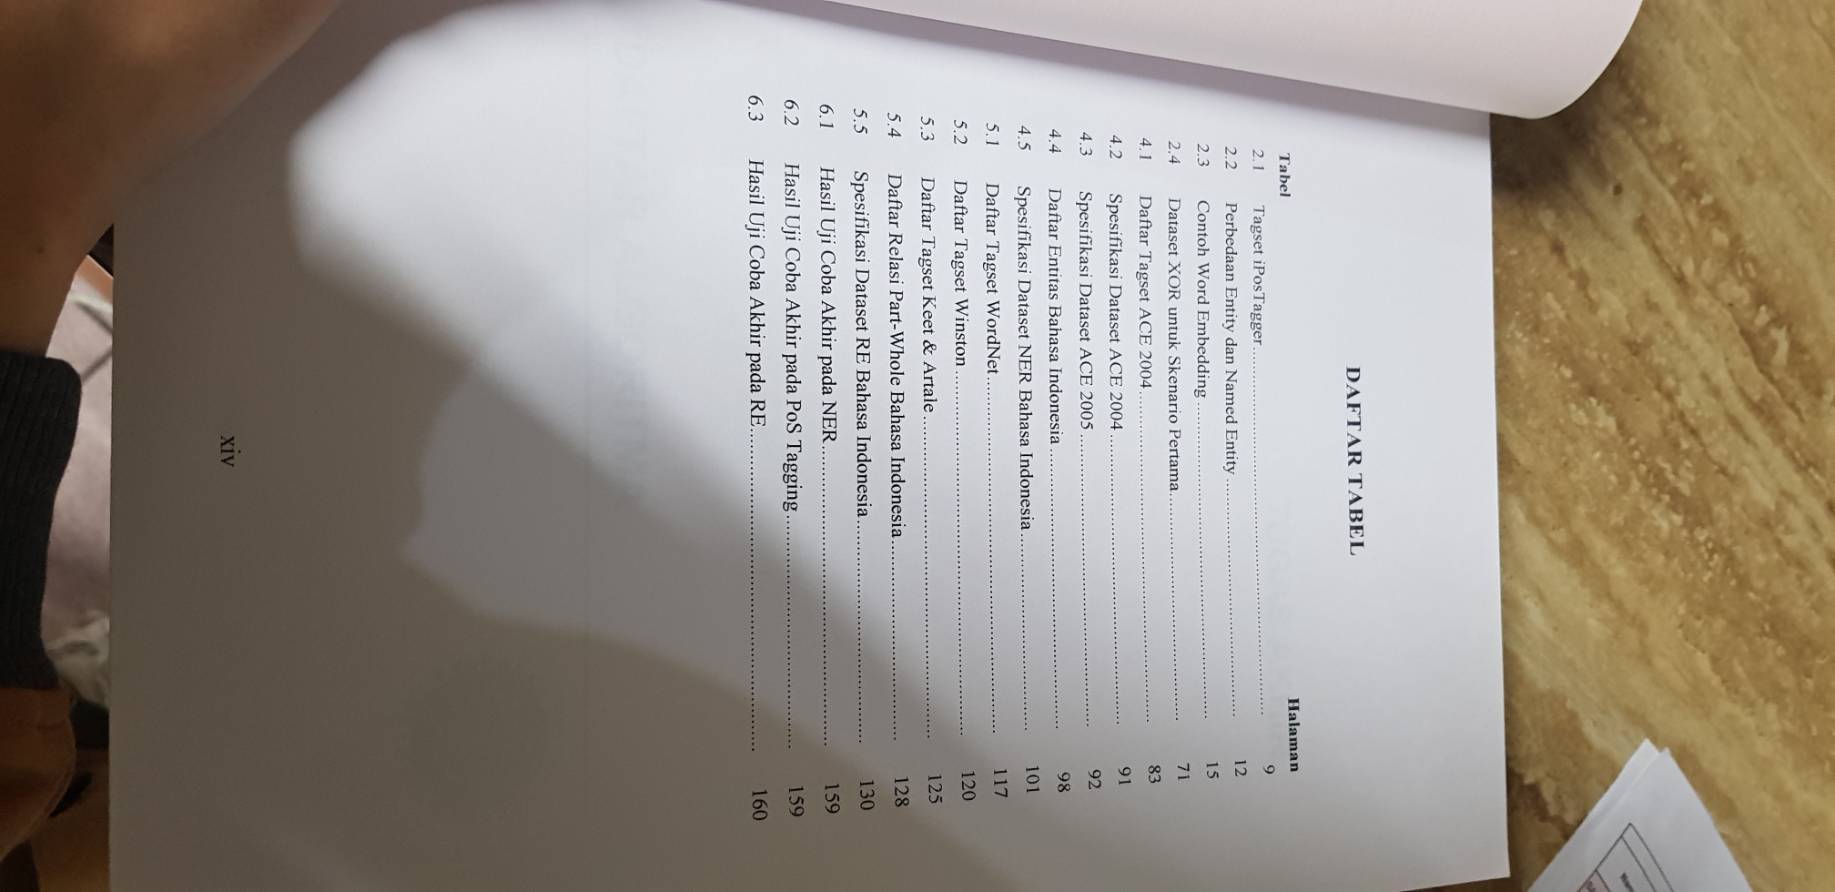 DAFTAR TABEL
Tabel Halaman
2.1 Tagset iPosTagger 9
2.2 Perbedaan Entity dan Named Entity 12
2.3 Contoh Word Embedding 15
2.4 Dataset XOR untuk Skenario Pertama 71
4.1 Daftar Tagset ACE 2004 83
4.2 Spesifikasi Dataset ACE 2004 91
4.3 Spesifikasi Dataset ACE 2005 92
4.4 Daftar Entitas Bahasa Indonesia 98
4.5 Spesifikasi Dataset NER Bahasa Indonesia 101
5.1 Daftar Tagset WordNet 117
5.2 Daftar Tagset Winston 120
5.3 Daftar Tagset Keet & Artale 125
5.4 Daftar Relasi Part-Whole Bahasa Indonesia 128
5.5 Spesifikasi Dataset RE Bahasa Indonesia 130
6.1 Hasil Uji Coba Akhir pada NER 159
6.2 Hasil Uji Coba Akhir pada PoS Tagging 159
6.3 Hasil Uji Coba Akhir pada RE 160
xiv